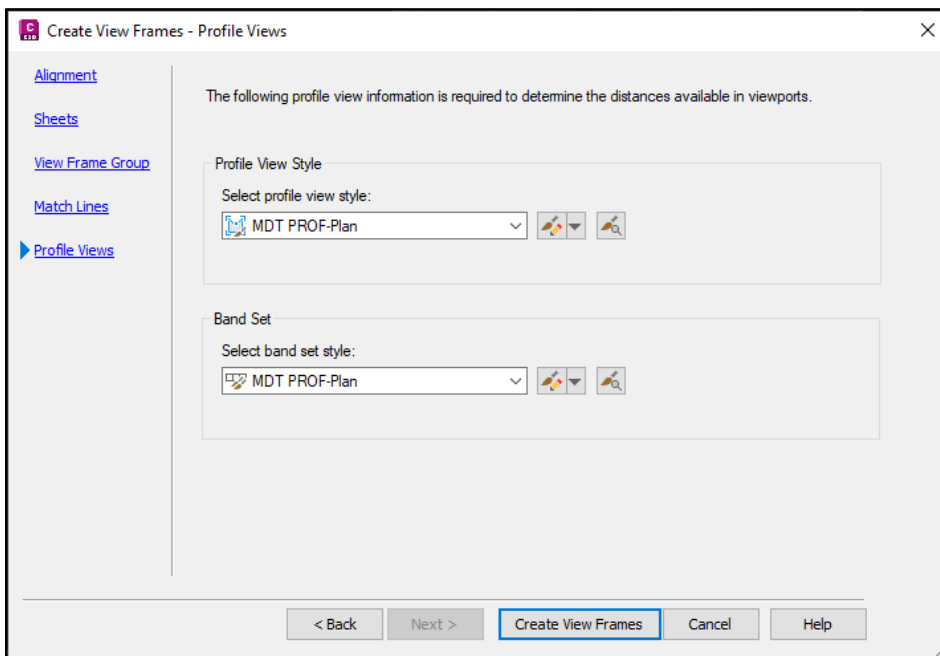 C
C3D
Create View Frames - Profile Views
Alignment
Sheets
View Frame Group
Match Lines
Profile Views
The following profile view information is required to determine the distances available in viewports.
Profile View Style
Select profile view style:
MDT PROF-Plan
Band Set
Select band set style:
MDT PROF-Plan
< Back
Next >
Create View Frames
Cancel
Help